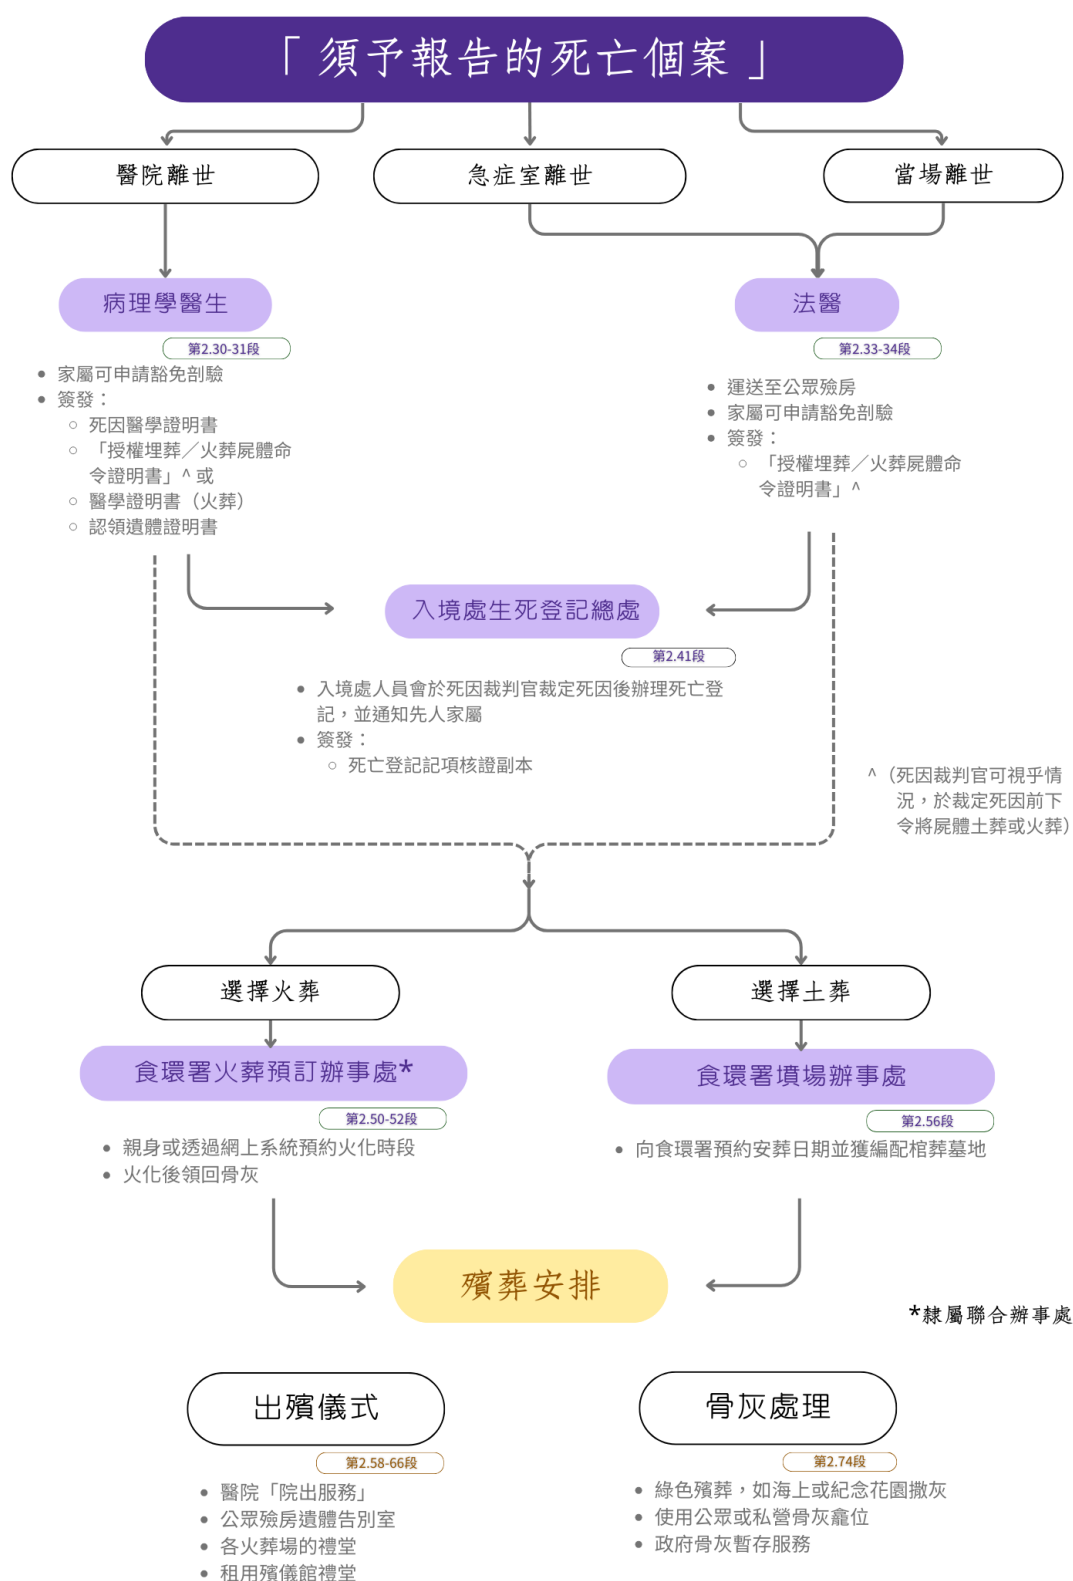 「 須予報告的死亡個案 」
醫院離世
急症室離世
當場離世
病理學醫生
第2.30-31段
家屬可申請豁免剖驗
簽發：
死因醫學證明書
「授權埋葬／火葬屍體命
令證明書」^ 或
醫學證明書（火葬）
認領遺體證明書
法醫
第2.33-34段
運送至公眾殮房
家屬可申請豁免剖驗
簽發：
「授權埋葬／火葬屍體命
令證明書」^
入境處生死登記總處
第2.41段
入境處人員會於死因裁判官裁定死因後辦理死亡登
記，並通知先人家屬
簽發：
死亡登記記項核證副本
^（死因裁判官可視乎情
況，於裁定死因前下
令將屍體土葬或火葬）
選擇火葬
選擇土葬
食環署火葬預訂辦事處*
第2.50-52段
親身或透過網上系統預約火化時段
火化後領回骨灰
食環署墳場辦事處
第2.56段
向食環署預約安葬日期並獲編配棺葬墓地
殯葬安排
*隸屬聯合辦事處
出殯儀式
第2.58-66段
醫院「院出服務」
公眾殮房遺體告別室
各火葬場的禮堂
租用殯儀館禮堂
骨灰處理
第2.74段
綠色殯葬，如海上或紀念花園撒灰
使用公眾或私營骨灰龕位
政府骨灰暫存服務